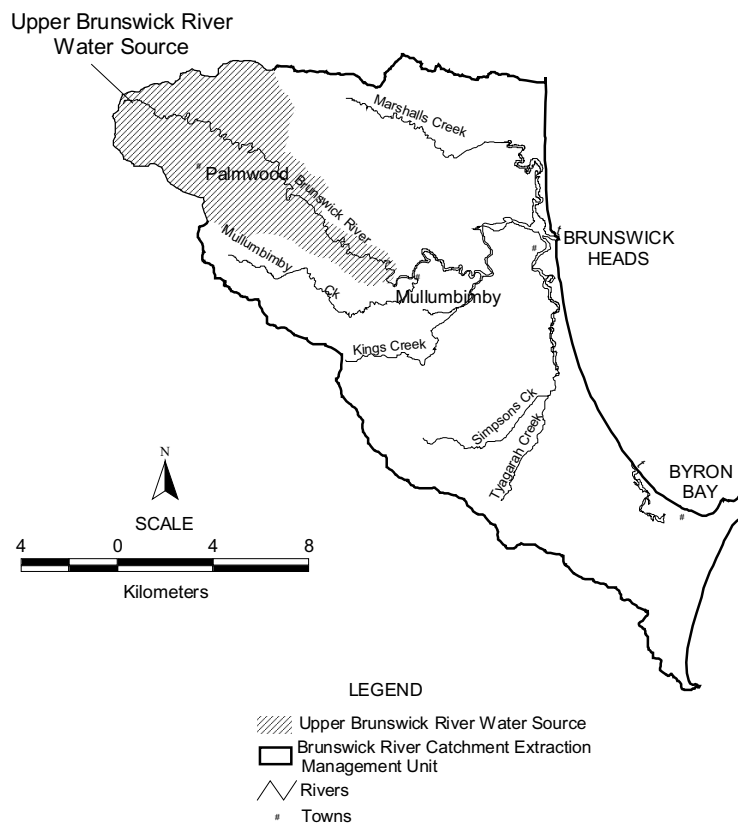 Upper Brunswick River
Water Source
Marshalls Creek
Palmwood
Brunswick River
BRUNSWICK
HEADS
Mullumbimby
Ck
Mullumbimby
Kings Creek
Simpsons Ck
Tyagarah Creek
BYRON
BAY
N
SCALE
4 0 4 8
Kilometers
LEGEND
Upper Brunswick River Water Source
Brunswick River Catchment Extraction
Management Unit
Rivers
# Towns